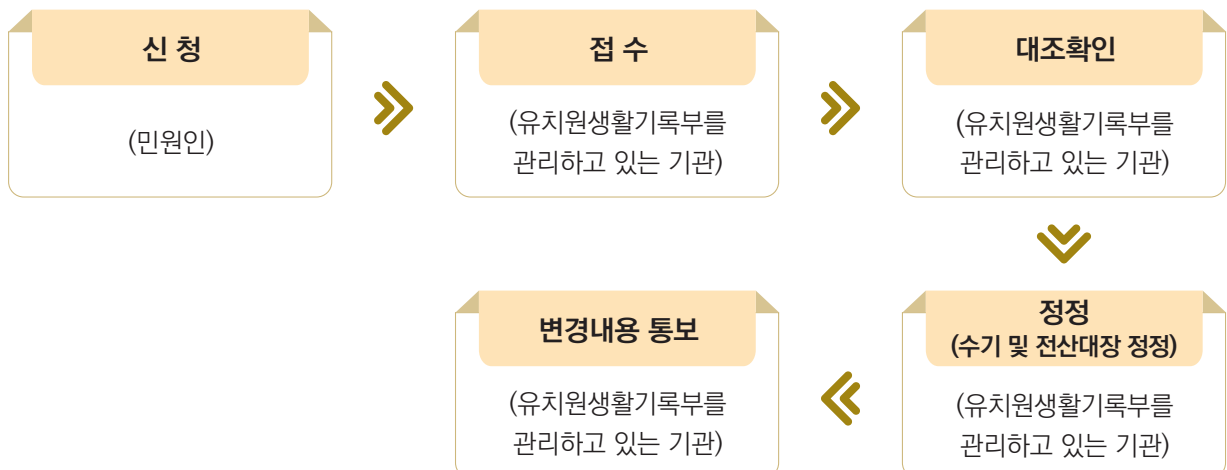 신 청
(민원인)
접 수
(유치원생활기록부를
관리하고 있는 기관)
대조확인
(유치원생활기록부를
관리하고 있는 기관)
정정
(수기 및 전산대장 정정)
(유치원생활기록부를
관리하고 있는 기관)
변경내용 통보
(유치원생활기록부를
관리하고 있는 기관)